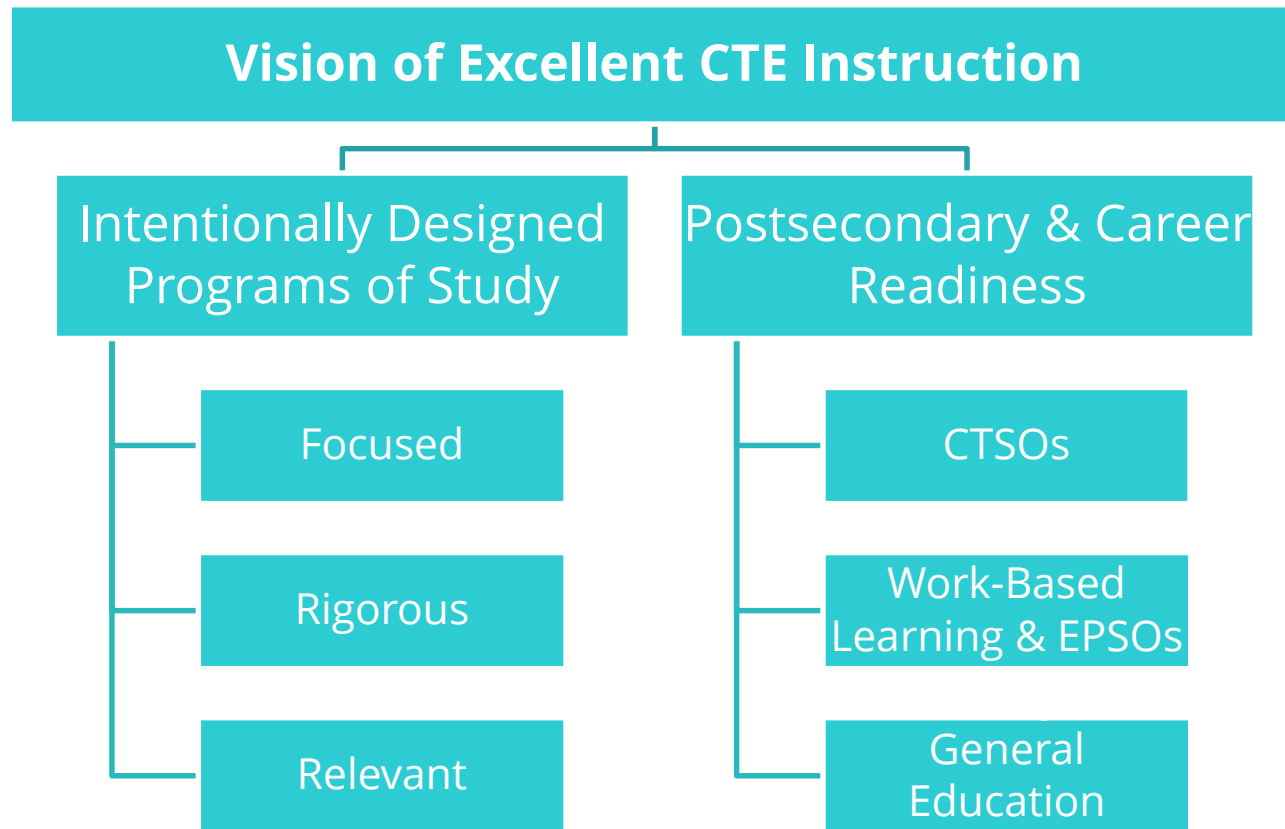 Vision of Excellent CTE Instruction
Intentionally Designed
Programs of Study
Focused
Rigorous
Relevant
Postsecondary & Career
Readiness
CTSOs
Work-Based
Learning & EPSOs
General
Education